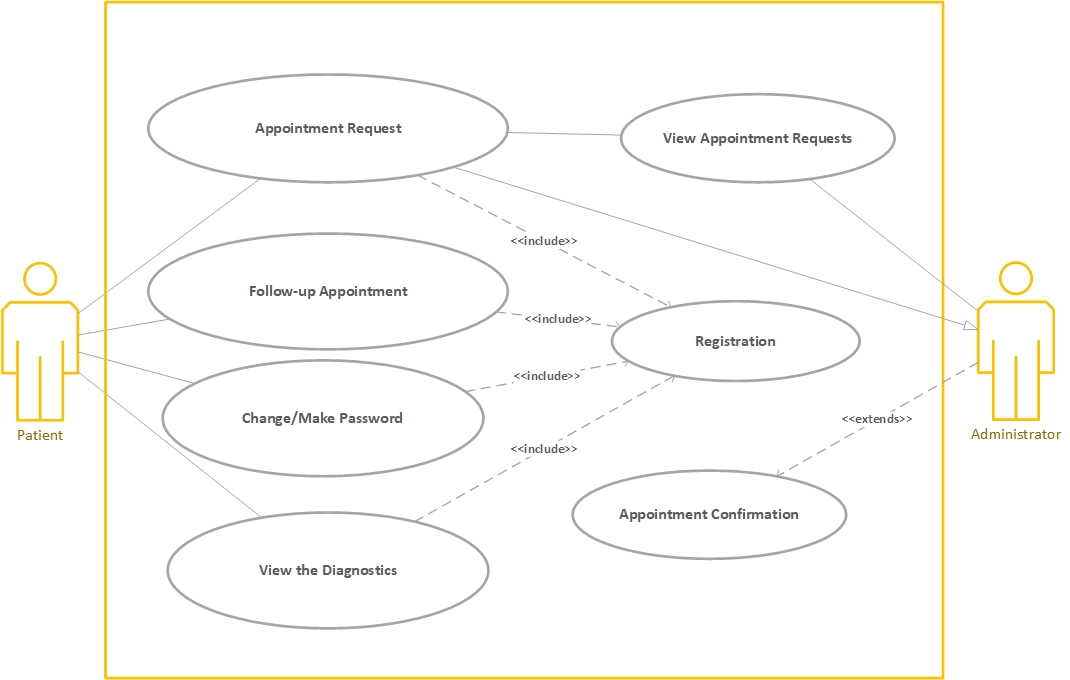 Appointment Request
View Appointment Requests
<<include>>
Follow-up Appointment
<<include>>
Registration
<<include>>
Change/Make Password
<<extends>>
Patient
Administrator
<<include>>
Appointment Confirmation
View the Diagnostics